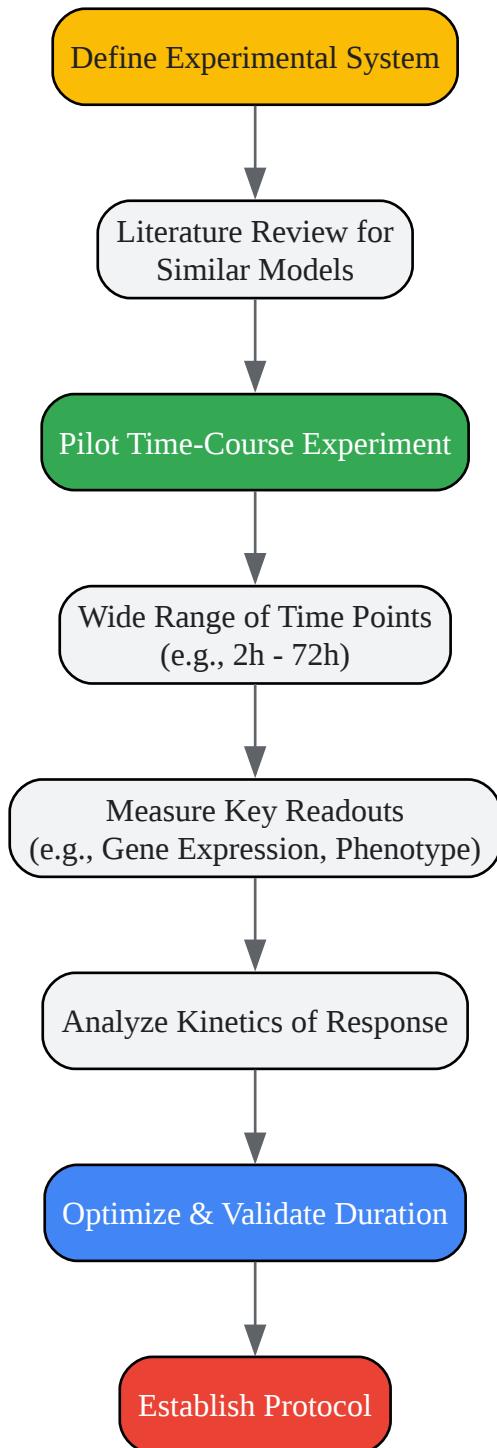 Define Experimental System
Literature Review for
Similar Models
Pilot Time-Course Experiment
Wide Range of Time Points
(e.g., 2h - 72h)
Measure Key Readouts
(e.g., Gene Expression, Phenotype)
Analyze Kinetics of Response
Optimize & Validate Duration
Establish Protocol